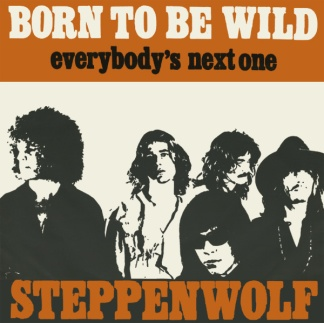 BORN TO BE WILD
everybody's next one
STEPPENWOLF